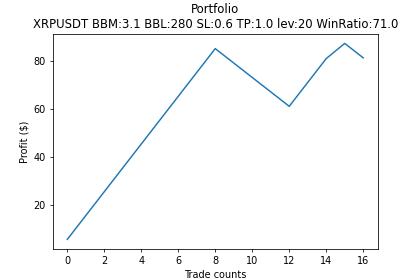 Portfolio
XRPUSDT BBM:3.1 BBL:280 SL:0.6 TP:1.0 lev:20 WinRatio:71.0
80
60
40
20
Profit ($)
0 2 4 6 8 10 12 14 16
Trade counts